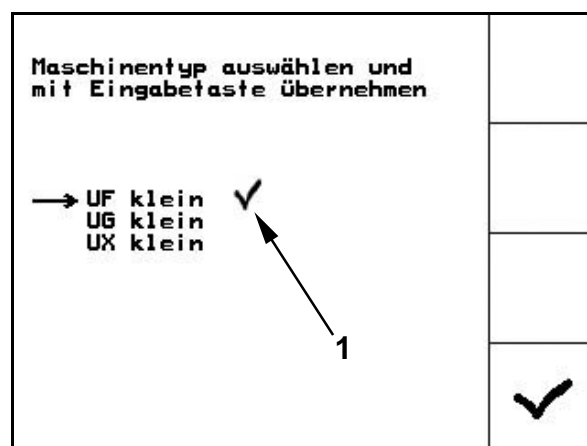 Maschinentyp auswählen und
mit Eingabetaste übernehmen
UF klein
UG klein
UX klein
1